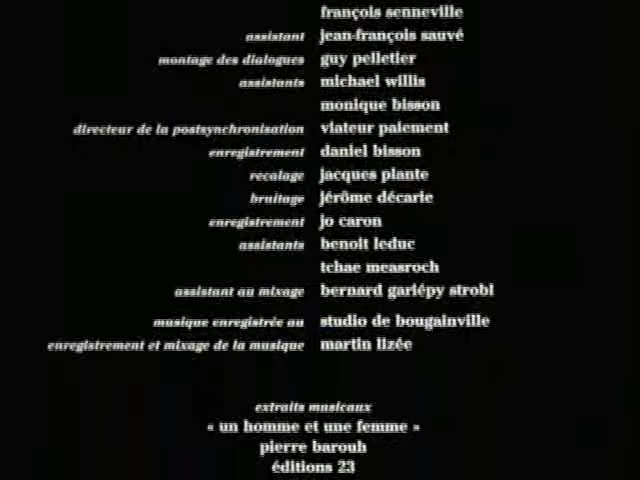 françois senneville
assistant jean-françois sauvé
montage des dialogues guy pelletier
assistants michael willis
monique bisson
directeur de la postsynchronisation viateur paiement
enregistrement daniel bisson
recalage jacques plante
bruitage jérôme décarie
enregistrement jo caron
assistants benoit leduc
tchae measroch
assistant au mixage bernard gariépy strobl
musique enregistrée au studio de bougainville
enregistrement et mixage de la musique martin lizée
extraits musicaux
« un homme et une femme »
pierre barouh
éditions 23